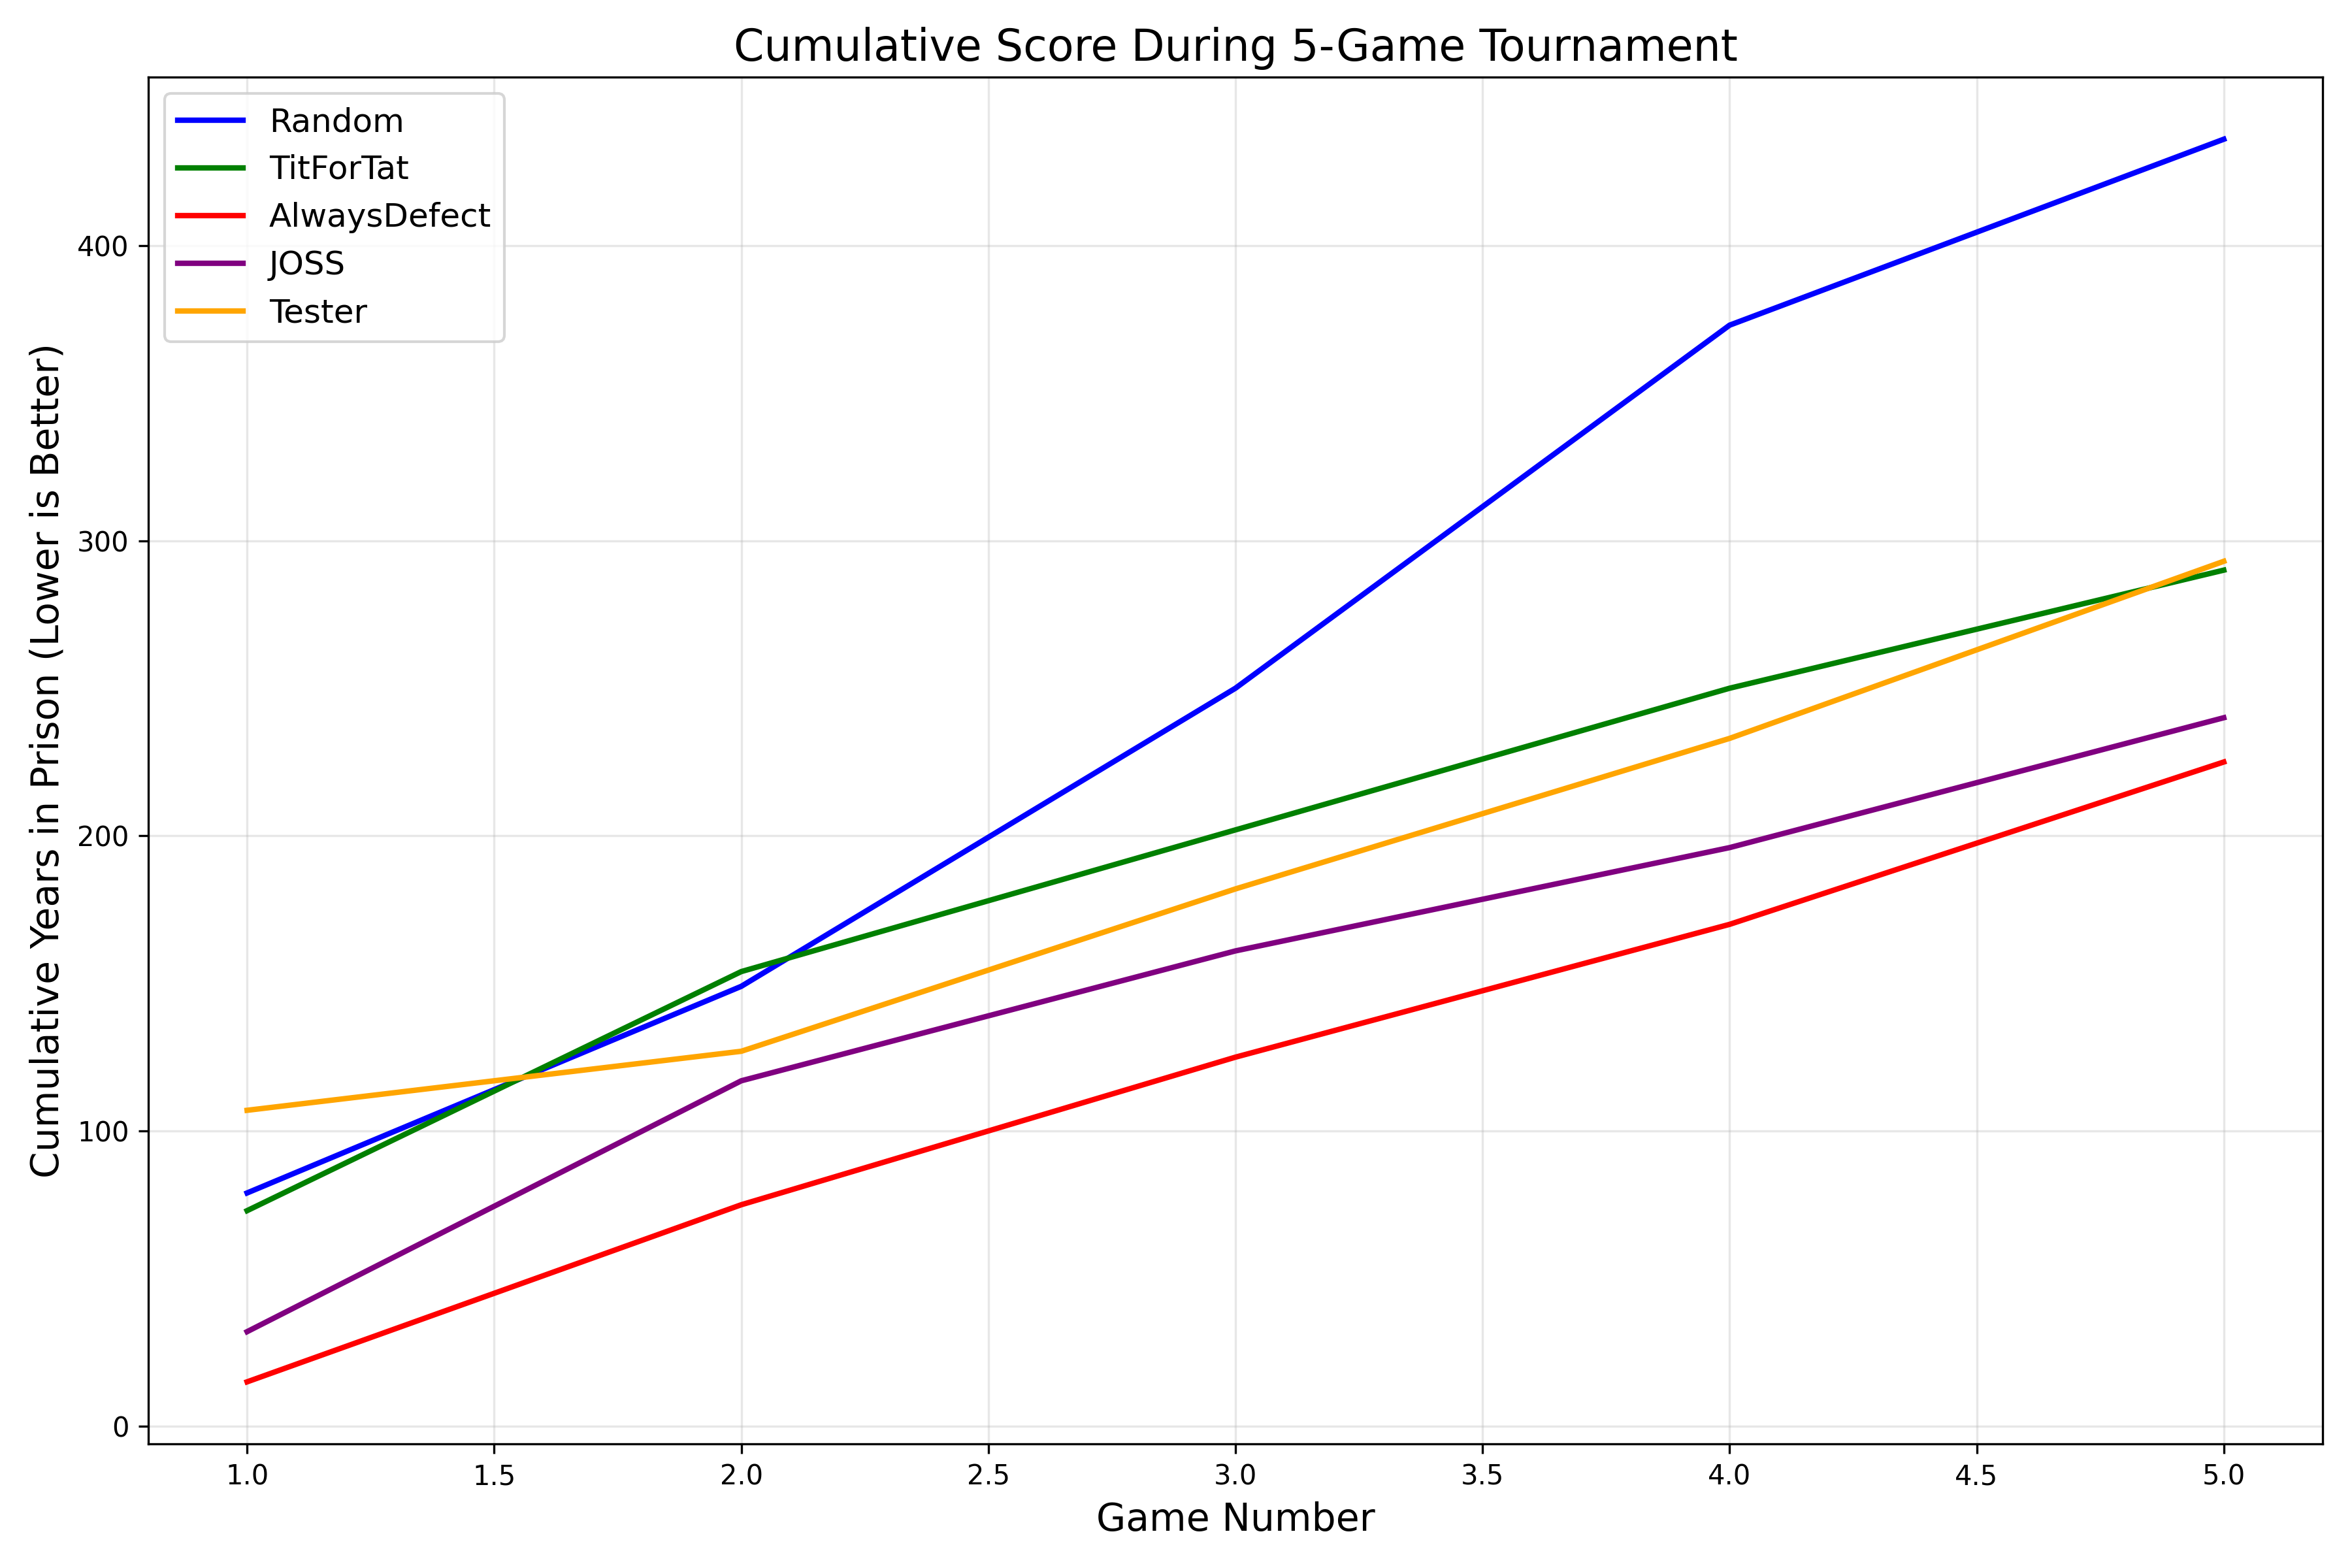 Cumulative Score During 5-Game Tournament
Random
TitForTat
AlwaysDefect
JOSS
Tester
Cumulative Years in Prison (Lower is Better)
400
300
200
100
0
1.0 1.5 2.0 2.5 3.0 3.5 4.0 4.5 5.0
Game Number